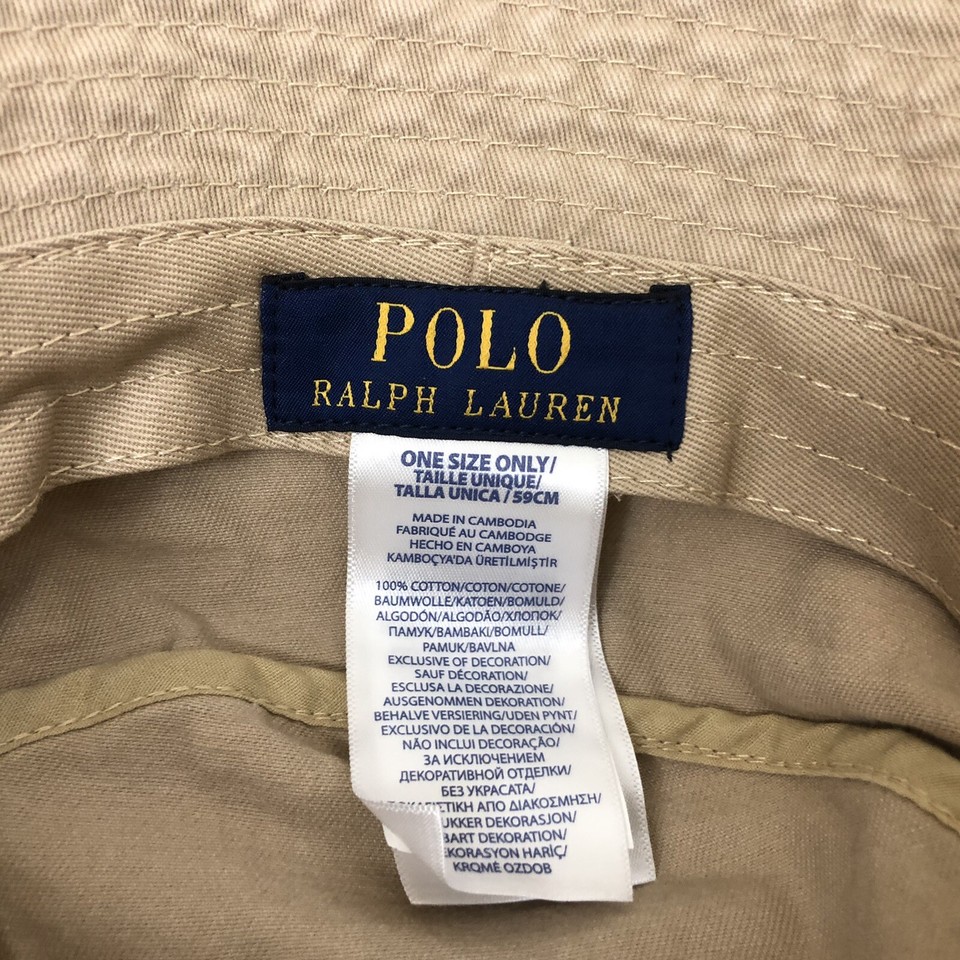 POLO
RALPH LAUREN
ONE SIZE ONLY/
TAILLE UNIQUE/
TALLA UNICA / 59CM
MADE IN CAMBODIA
FABRIQUÉ AU CAMBODGE
HECHO EN CAMBOYA
KAMBOÇYA'DA ÜRETİLMİŞTİR
100% COTTON/COTON/COTONE/
BAUMWOLLE/KATOEN/BOMULD/
ALGODÓN/ALGODÃO/ХЛОПОК/
ПАМУК/ΒΑΜΒΑΚΙ/BOMULL/
PAMUK/BAVLNA
EXCLUSIVE OF DECORATION/
SAUF DÉCORATION/
ESCLUSA LA DECORAZIONE/
AUSGENOMMEN DEKORATION/
BEHALVE VERSIERING/UDEN PYNT/
EXCLUSIVO DE LA DECORACIÓN/
NÃO INCLUI DECORAÇÃO/
ЗА ИСКЛЮЧЕНИЕМ
ДЕКОРАТИВНОЙ ОТДЕЛКИ/
БЕЗ УКРАСАТА/
ΑΠΟ ΔΙΑΚΟΣΜΗΣΗ/
DEKORASJON/
DEKORATION/
HARİÇ/
KROMĚ OZDOB